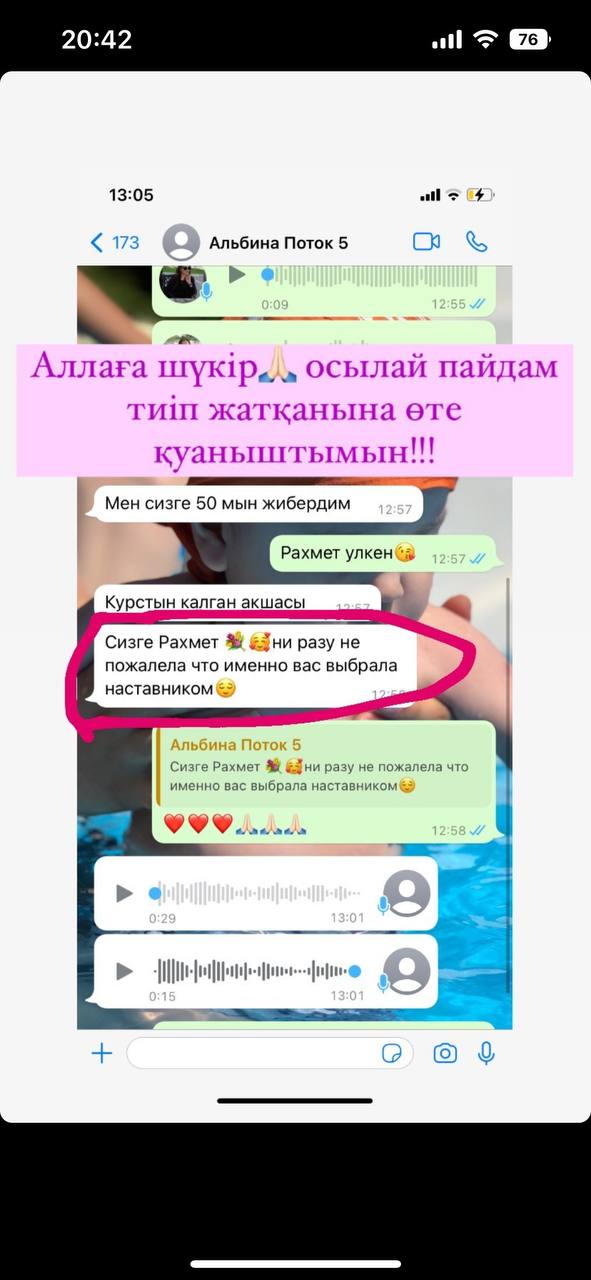 20:42
76
13:05
173
Альбина Поток 5
0:09
12:55
Аллаға шүкір🙏🏻 осылай пайдам
тиіп жатқанына өте
қуаныштымын!!!
Мен сизге 50 мын жибердим
12:57
Рахмет улкен😘
12:57
Курстын калган акшасы
12:57
Сизге Рахмет 💐🥰ни разу не
пожалела что именно вас выбрала
наставником😌
Альбина Поток 5
Сизге Рахмет 💐🥰ни разу не пожалела что
именно вас выбрала наставником😌
❤️❤️❤️🙏🏻🙏🏻🙏🏻
12:58
0:29
13:01
0:15
13:01